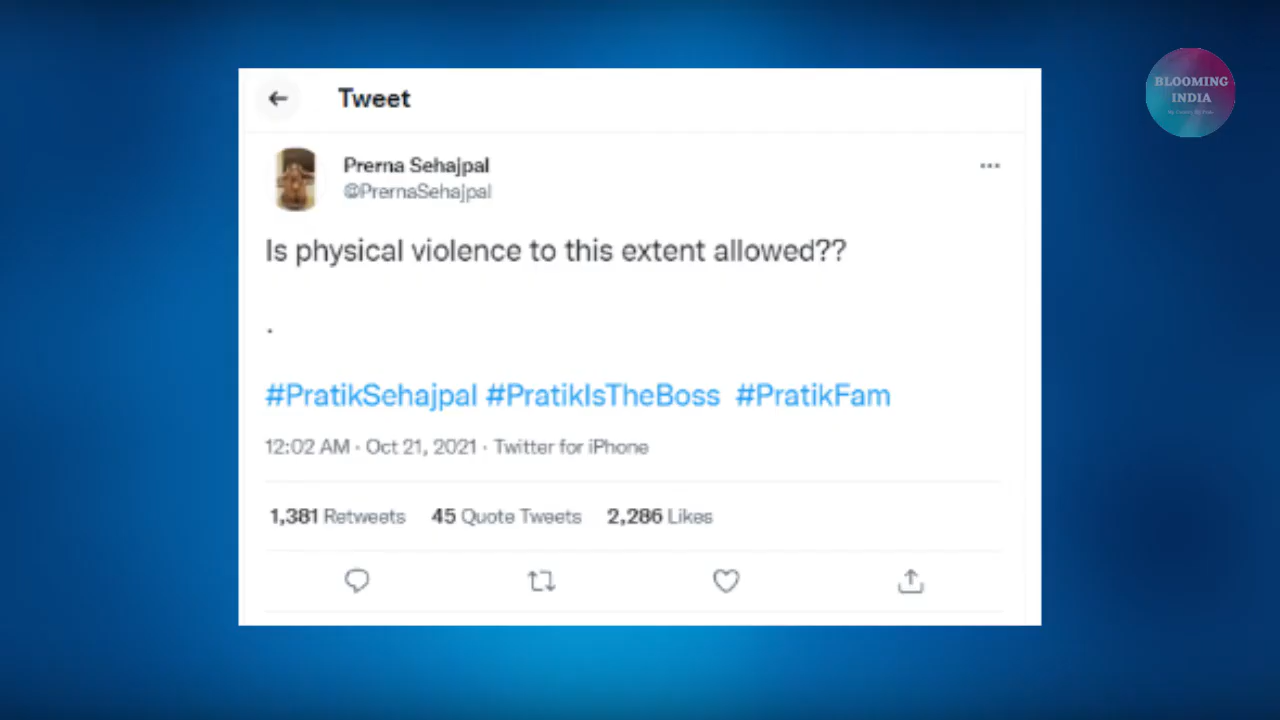 BLOOMING
INDIA
Tweet
Prerna Sehajpal
@PrernaSehajpal
Is physical violence to this extent allowed??
.
#PratikSehajpal #PratikIsTheBoss #PratikFam
12:02 AM · Oct 21, 2021 · Twitter for iPhone
1,381 Retweets 45 Quote Tweets 2,286 Likes